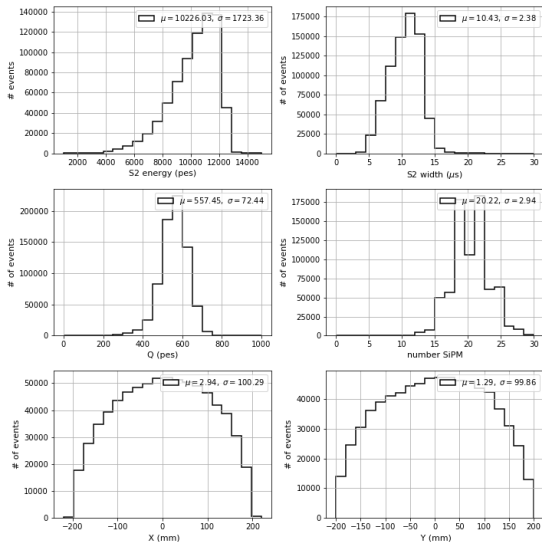 140000
120000
100000
80000
60000
40000
20000
0
# of events
μ=10226.03, σ=1723.36
2000 4000 6000 8000 10000 12000 14000
S2 energy (pes)
175000
150000
125000
100000
75000
50000
25000
0
# of events
μ=10.43, σ=2.38
0 5 10 15 20 25 30
S2 width (μs)
200000
150000
100000
50000
0
# of events
μ=557.45, σ=72.44
0 200 400 600 800 1000
Q (pes)
175000
150000
125000
100000
75000
50000
25000
0
# of events
μ=20.22, σ=2.94
0 5 10 15 20 25 30
number SiPM
50000
40000
30000
20000
10000
0
# of events
μ=2.94, σ=100.29
-200 -100 0 100 200
X (mm)
40000
30000
20000
10000
0
# of events
μ=1.29, σ=99.86
-200 -150 -100 -50 0 50 100 150 200
Y (mm)